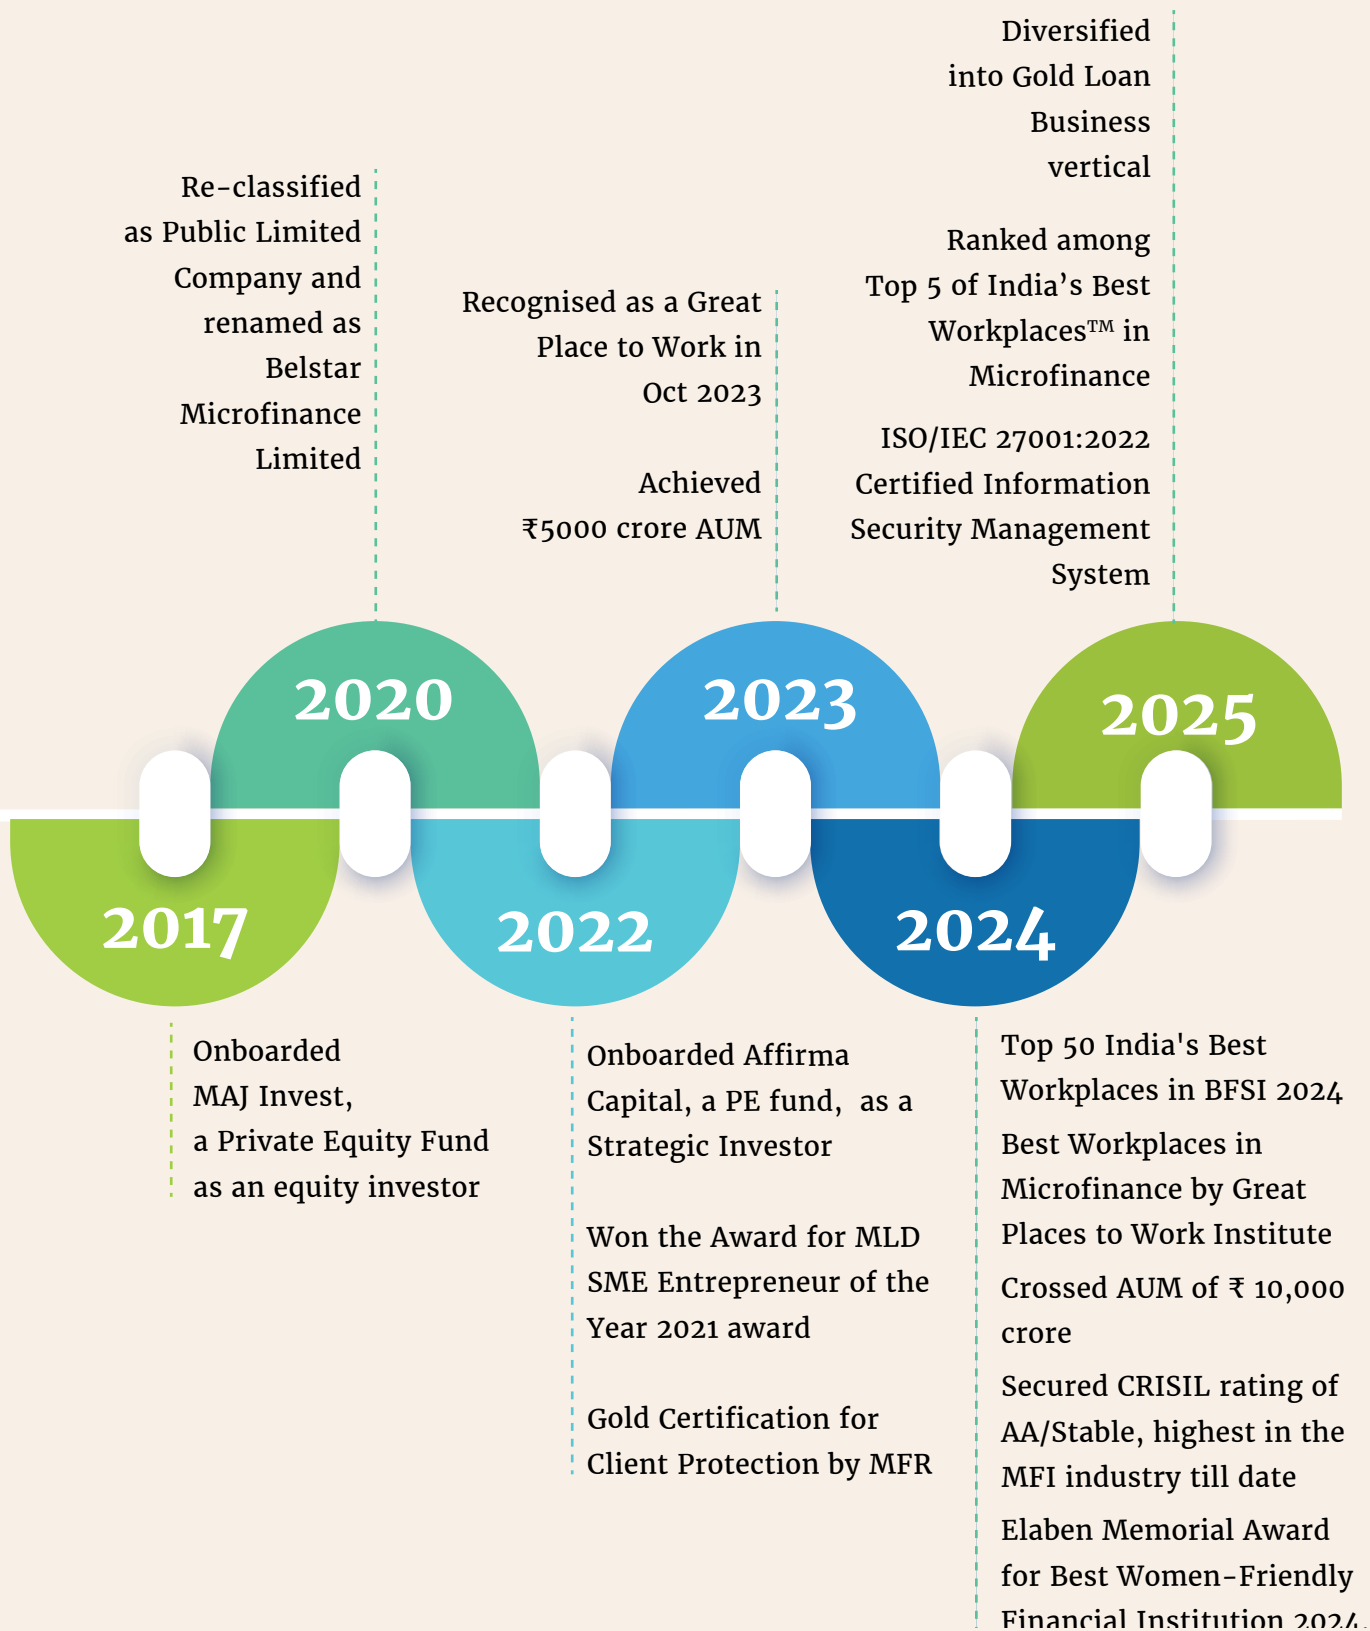 Diversified
into Gold Loan
Business
vertical
Ranked among
Top 5 of India’s Best
Workplaces™ in
Microfinance
ISO/IEC 27001:2022
Certified Information
Security Management
System
Re-classified
as Public Limited
Company and
renamed as
Belstar
Microfinance
Limited
Recognised as a Great
Place to Work in
Oct 2023
Achieved
₹5000 crore AUM
2020
2023
2025
2017
2022
2024
Onboarded
MAJ Invest,
a Private Equity Fund
as an equity investor
Onboarded Affirma
Capital, a PE fund,  as a
Strategic Investor
Won the Award for MLD
SME Entrepreneur of the
Year 2021 award
Gold Certification for
Client Protection by MFR
Top 50 India's Best
Workplaces in BFSI 2024
Best Workplaces in
Microfinance by Great
Places to Work Institute
Crossed AUM of ₹ 10,000
crore
Secured CRISIL rating of
AA/Stable, highest in the
MFI industry till date
Elaben Memorial Award
for Best Women-Friendly
Financial Institution 2024.